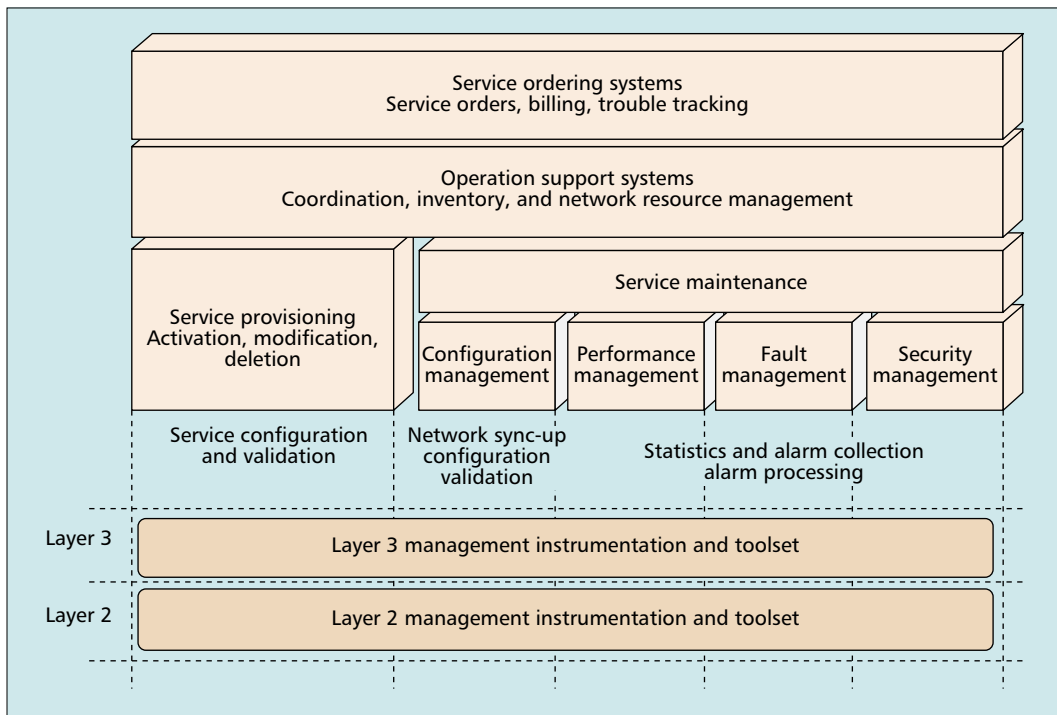 Service ordering systems
Service orders, billing, trouble tracking
Operation support systems
Coordination, inventory, and network resource management
Service provisioning
Activation, modification,
deletion
Service maintenance
Configuration
management
Performance
management
Fault
management
Security
management
Service configuration
and validation
Network sync-up
configuration
validation
Statistics and alarm collection
alarm processing
Layer 3
Layer 3 management instrumentation and toolset
Layer 2
Layer 2 management instrumentation and toolset